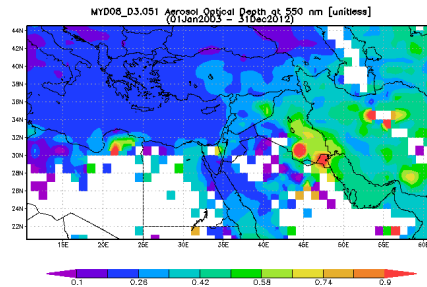 MYD08_D3.051 Aerosol Optical Depth at 550 nm [unitless]
(01Jan2003 - 31Dec2012)
44N
42N
40N
38N
36N
34N
32N
30N
28N
26N
24N
22N
15E 20E 25E 30E 35E 40E 45E 50E 55E 60E
0.1 0.26 0.42 0.58 0.74 0.9